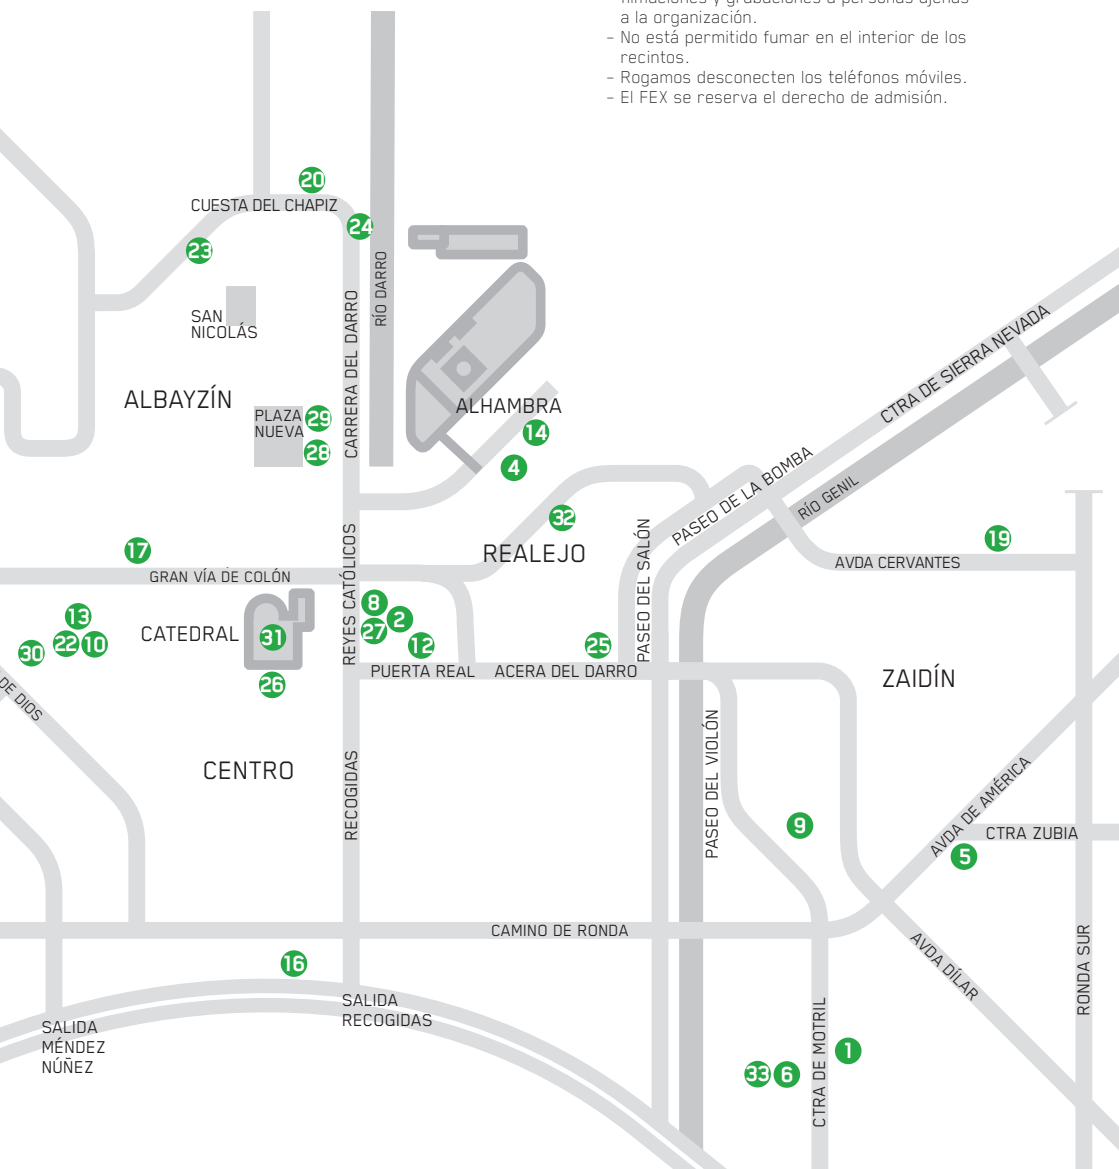 filmaciones y grabaciones a personas ajenas
a la organización.
- No está permitido fumar en el interior de los
recintos.
- Rogamos desconecten los teléfonos móviles.
- El FEX se reserva el derecho de admisión.
20
CUESTA DEL CHAPIZ
24
23
RÍO DARRO
CARRERA DEL DARRO
SAN
NICOLÁS
CTRA DE SIERRA NEVADA
ALBAYZÍN
ALHAMBRA
PLAZA
NUEVA
29
28
14
4
PASEO DE LA BOMBA
RÍO GENIL
32
17
REALEJO
19
GRAN VÍA DE COLÓN
REYES CATÓLICOS
PASEO DEL SALÓN
AVDA CERVANTES
8
2
13
CATEDRAL
31
27
12
25
22
10
30
PUERTA REAL
ACERA DEL DARRO
26
ZAIDÍN
DE DIOS
CENTRO
RECOGIDAS
PASEO DEL VIOLÓN
9
AVDA DE AMÉRICA
CTRA ZUBIA
5
CAMINO DE RONDA
16
AVDA DÍLAR
RONDA SUR
SALIDA
RECOGIDAS
SALIDA
MÉNDEZ
NÚÑEZ
CTRA DE MOTRIL
1
33
6